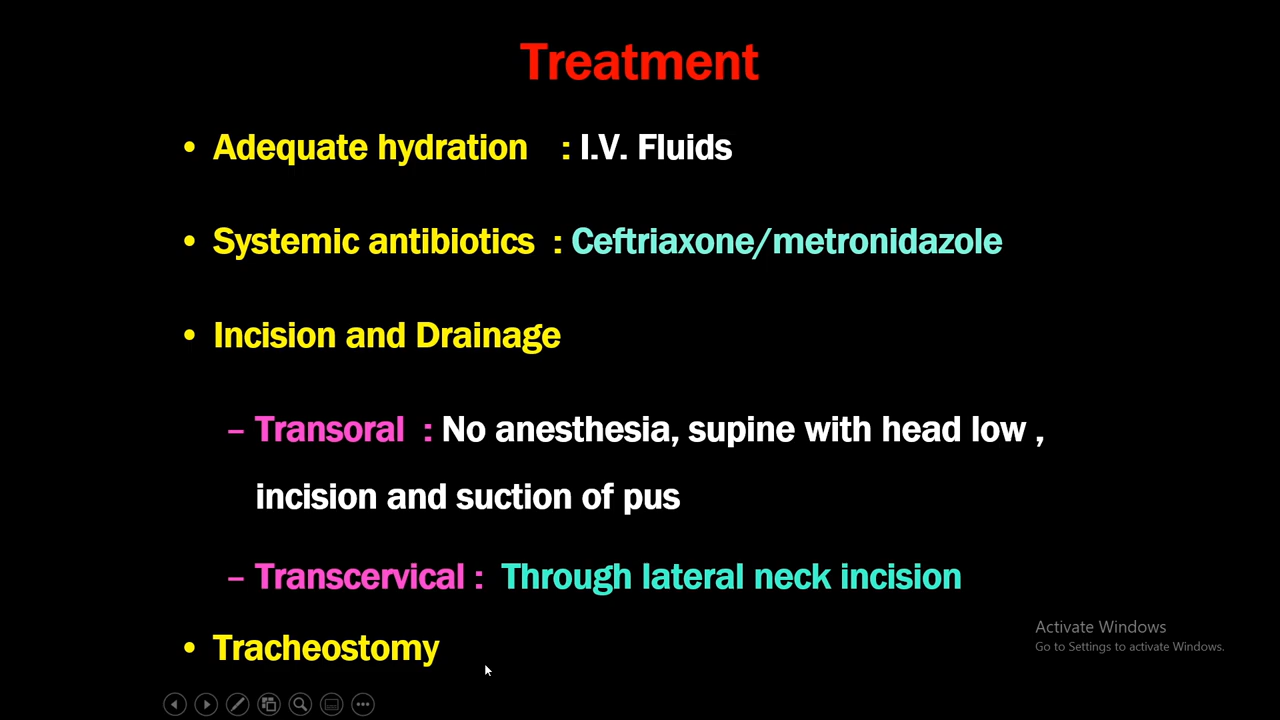 Treatment
• Adequate hydration : I.V. Fluids
• Systemic antibiotics : Ceftriaxone/metronidazole
• Incision and Drainage
– Transoral : No anesthesia, supine with head low ,
incision and suction of pus
– Transcervical : Through lateral neck incision
• Tracheostomy
Activate Windows
Go to Settings to activate Windows.